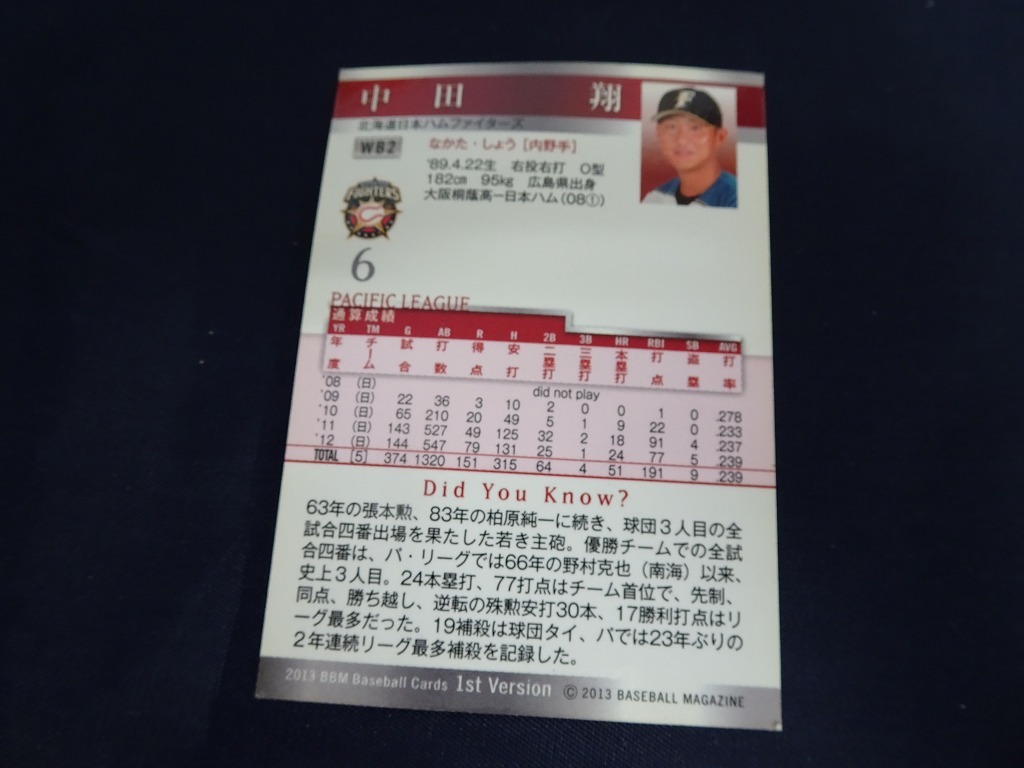 中田 翔
北海道日本ハムファイターズ
WB2
なかた・しょう [内野手]
'89.4.22生 右投右打 O型
182cm 95kg 広島県出身
大阪桐蔭高ー日本ハム(08①)
FIGHTERS
6
PACIFIC LEAGUE
通算成績
YR TM G AB R H 2B 3B HR RBI SB AVG
年度 チーム 試合 打数 得点 安打 二塁打 三塁打 本塁打 打点 盗塁 打率
'08 (日) did not play
'09 (日) 22 36 3 10 2 0 0 1 0 .278
'10 (日) 65 210 20 49 5 1 9 22 0 .233
'11 (日) 143 527 49 125 32 2 18 91 4 .237
'12 (日) 144 547 79 131 25 1 24 77 5 .239
TOTAL [5] 374 1320 151 315 64 4 51 191 9 .239
Did You Know?
63年の張本勲、83年の柏原純一に続き、球団3人目の全
試合四番出場を果たした若き主砲。優勝チームでの全試
合四番は、パ・リーグでは66年の野村克也(南海)以来、
史上3人目。24本塁打、77打点はチーム首位で、先制、
同点、勝ち越し、逆転の殊勲安打30本、17勝利打点はリ
ーグ最多だった。19補殺は球団タイ、パでは23年ぶりの
2年連続リーグ最多補殺を記録した。
2013 BBM Baseball Cards 1st Version © 2013 BASEBALL MAGAZINE